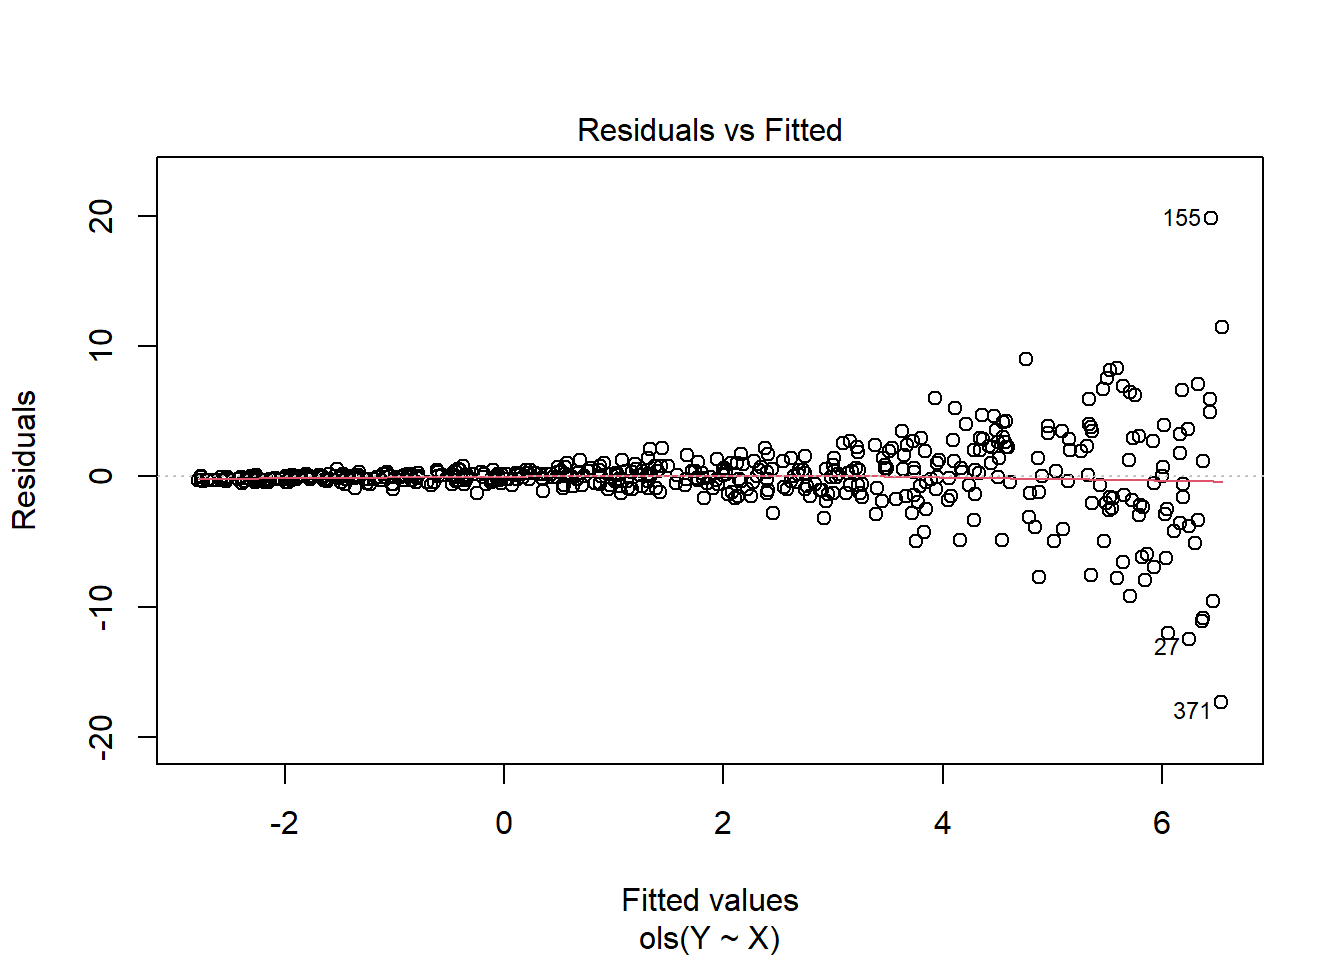 Residuals vs Fitted
Residuals
20
10
0
-10
-20
155
27
371
-2 0 2 4 6
Fitted values
ols(Y ~ X)